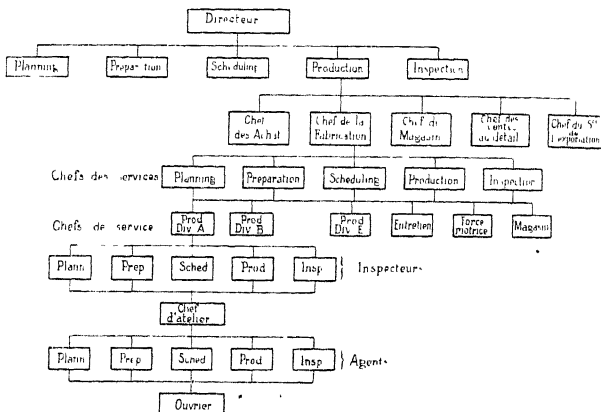 Directeur
Planning Preparation Scheduling Production Inspection
Chef des Achat
Chef de la Fabrication
Chef du Magasin
Chef des au détail
Chef du Sce de l'exportation
Chefs des services Planning Preparation Scheduling Production Inspection
Chefs de service
Prod Div A
Prod Div B
Prod Div E
Entretien
Force motrice
Magasin
Plann Prep Sched Prod Insp Inspecteurs
Chef d'atelier
Plann Prep Sched Prod Insp Agents
Ouvrier